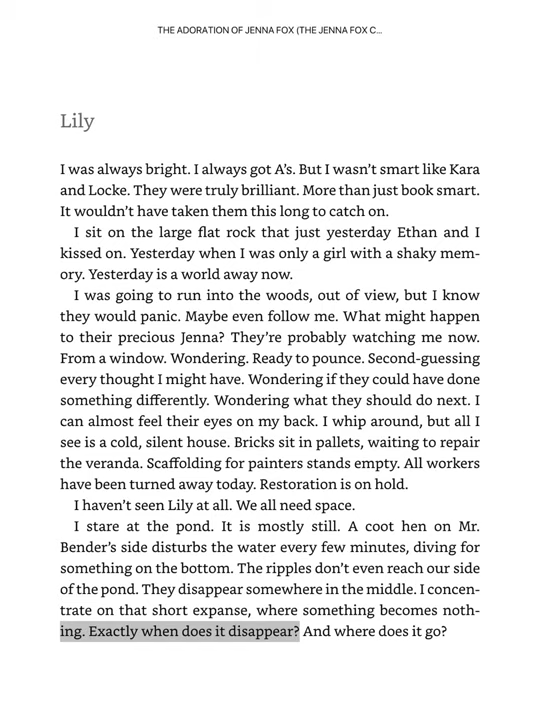 THE ADORATION OF JENNA FOX (THE JENNA FOX C...
Lily
I was always bright. I always got A’s. But I wasn’t smart like Kara
and Locke. They were truly brilliant. More than just book smart.
It wouldn’t have taken them this long to catch on.
I sit on the large flat rock that just yesterday Ethan and I
kissed on. Yesterday when I was only a girl with a shaky mem-
ory. Yesterday is a world away now.
I was going to run into the woods, out of view, but I know
they would panic. Maybe even follow me. What might happen
to their precious Jenna? They’re probably watching me now.
From a window. Wondering. Ready to pounce. Second-guessing
every thought I might have. Wondering if they could have done
something differently. Wondering what they should do next. I
can almost feel their eyes on my back. I whip around, but all I
see is a cold, silent house. Bricks sit in pallets, waiting to repair
the veranda. Scaffolding for painters stands empty. All workers
have been turned away today. Restoration is on hold.
I haven’t seen Lily at all. We all need space.
I stare at the pond. It is mostly still. A coot hen on Mr.
Bender’s side disturbs the water every few minutes, diving for
something on the bottom. The ripples don’t even reach our side
of the pond. They disappear somewhere in the middle. I concen-
trate on that short expanse, where something becomes noth-
ing. Exactly when does it disappear? And where does it go?